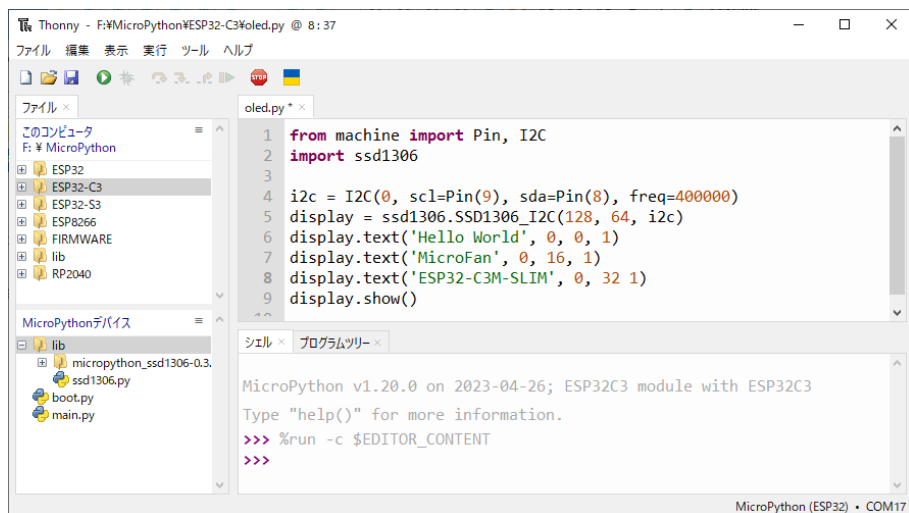 Thonny - F:¥MicroPython¥ESP32-C3¥oled.py @ 8:37
ファイル 編集 表示 実行 ツール ヘルプ
STOP
ファイル ×
このコンピュータ
F: ¥ MicroPython
ESP32
ESP32-C3
ESP32-S3
ESP8266
FIRMWARE
lib
RP2040
MicroPythonデバイス
lib
micropython_ssd1306-0.3.
ssd1306.py
boot.py
main.py
oled.py * ×
1 from machine import Pin, I2C
2 import ssd1306
3
4 i2c = I2C(0, scl=Pin(9), sda=Pin(8), freq=400000)
5 display = ssd1306.SSD1306_I2C(128, 64, i2c)
6 display.text('Hello World', 0, 0, 1)
7 display.text('MicroFan', 0, 16, 1)
8 display.text('ESP32-C3M-SLIM', 0, 32 1)
9 display.show()
10
シェル × プログラムツリー ×
MicroPython v1.20.0 on 2023-04-26; ESP32C3 module with ESP32C3
Type "help()" for more information.
>>> %run -c $EDITOR_CONTENT
>>>
MicroPython (ESP32) • COM17